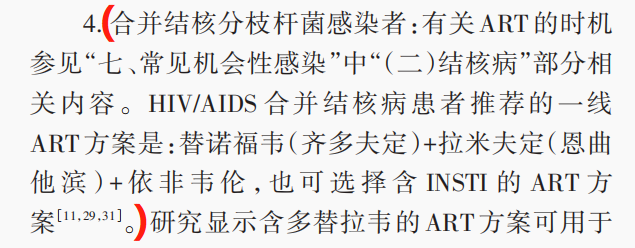 4.(合并结核分枝杆菌感染者:有关ART的时机
参见“七、常见机会性感染”中“(二)结核病”部分相
关内容。HIV/AIDS合并结核病患者推荐的一线
ART方案是:替诺福韦(齐多夫定)+拉米夫定(恩曲
他滨)+依非韦伦,也可选择含INSTI的ART方
案[11,29,31]。)研究显示含多替拉韦的ART方案可用于